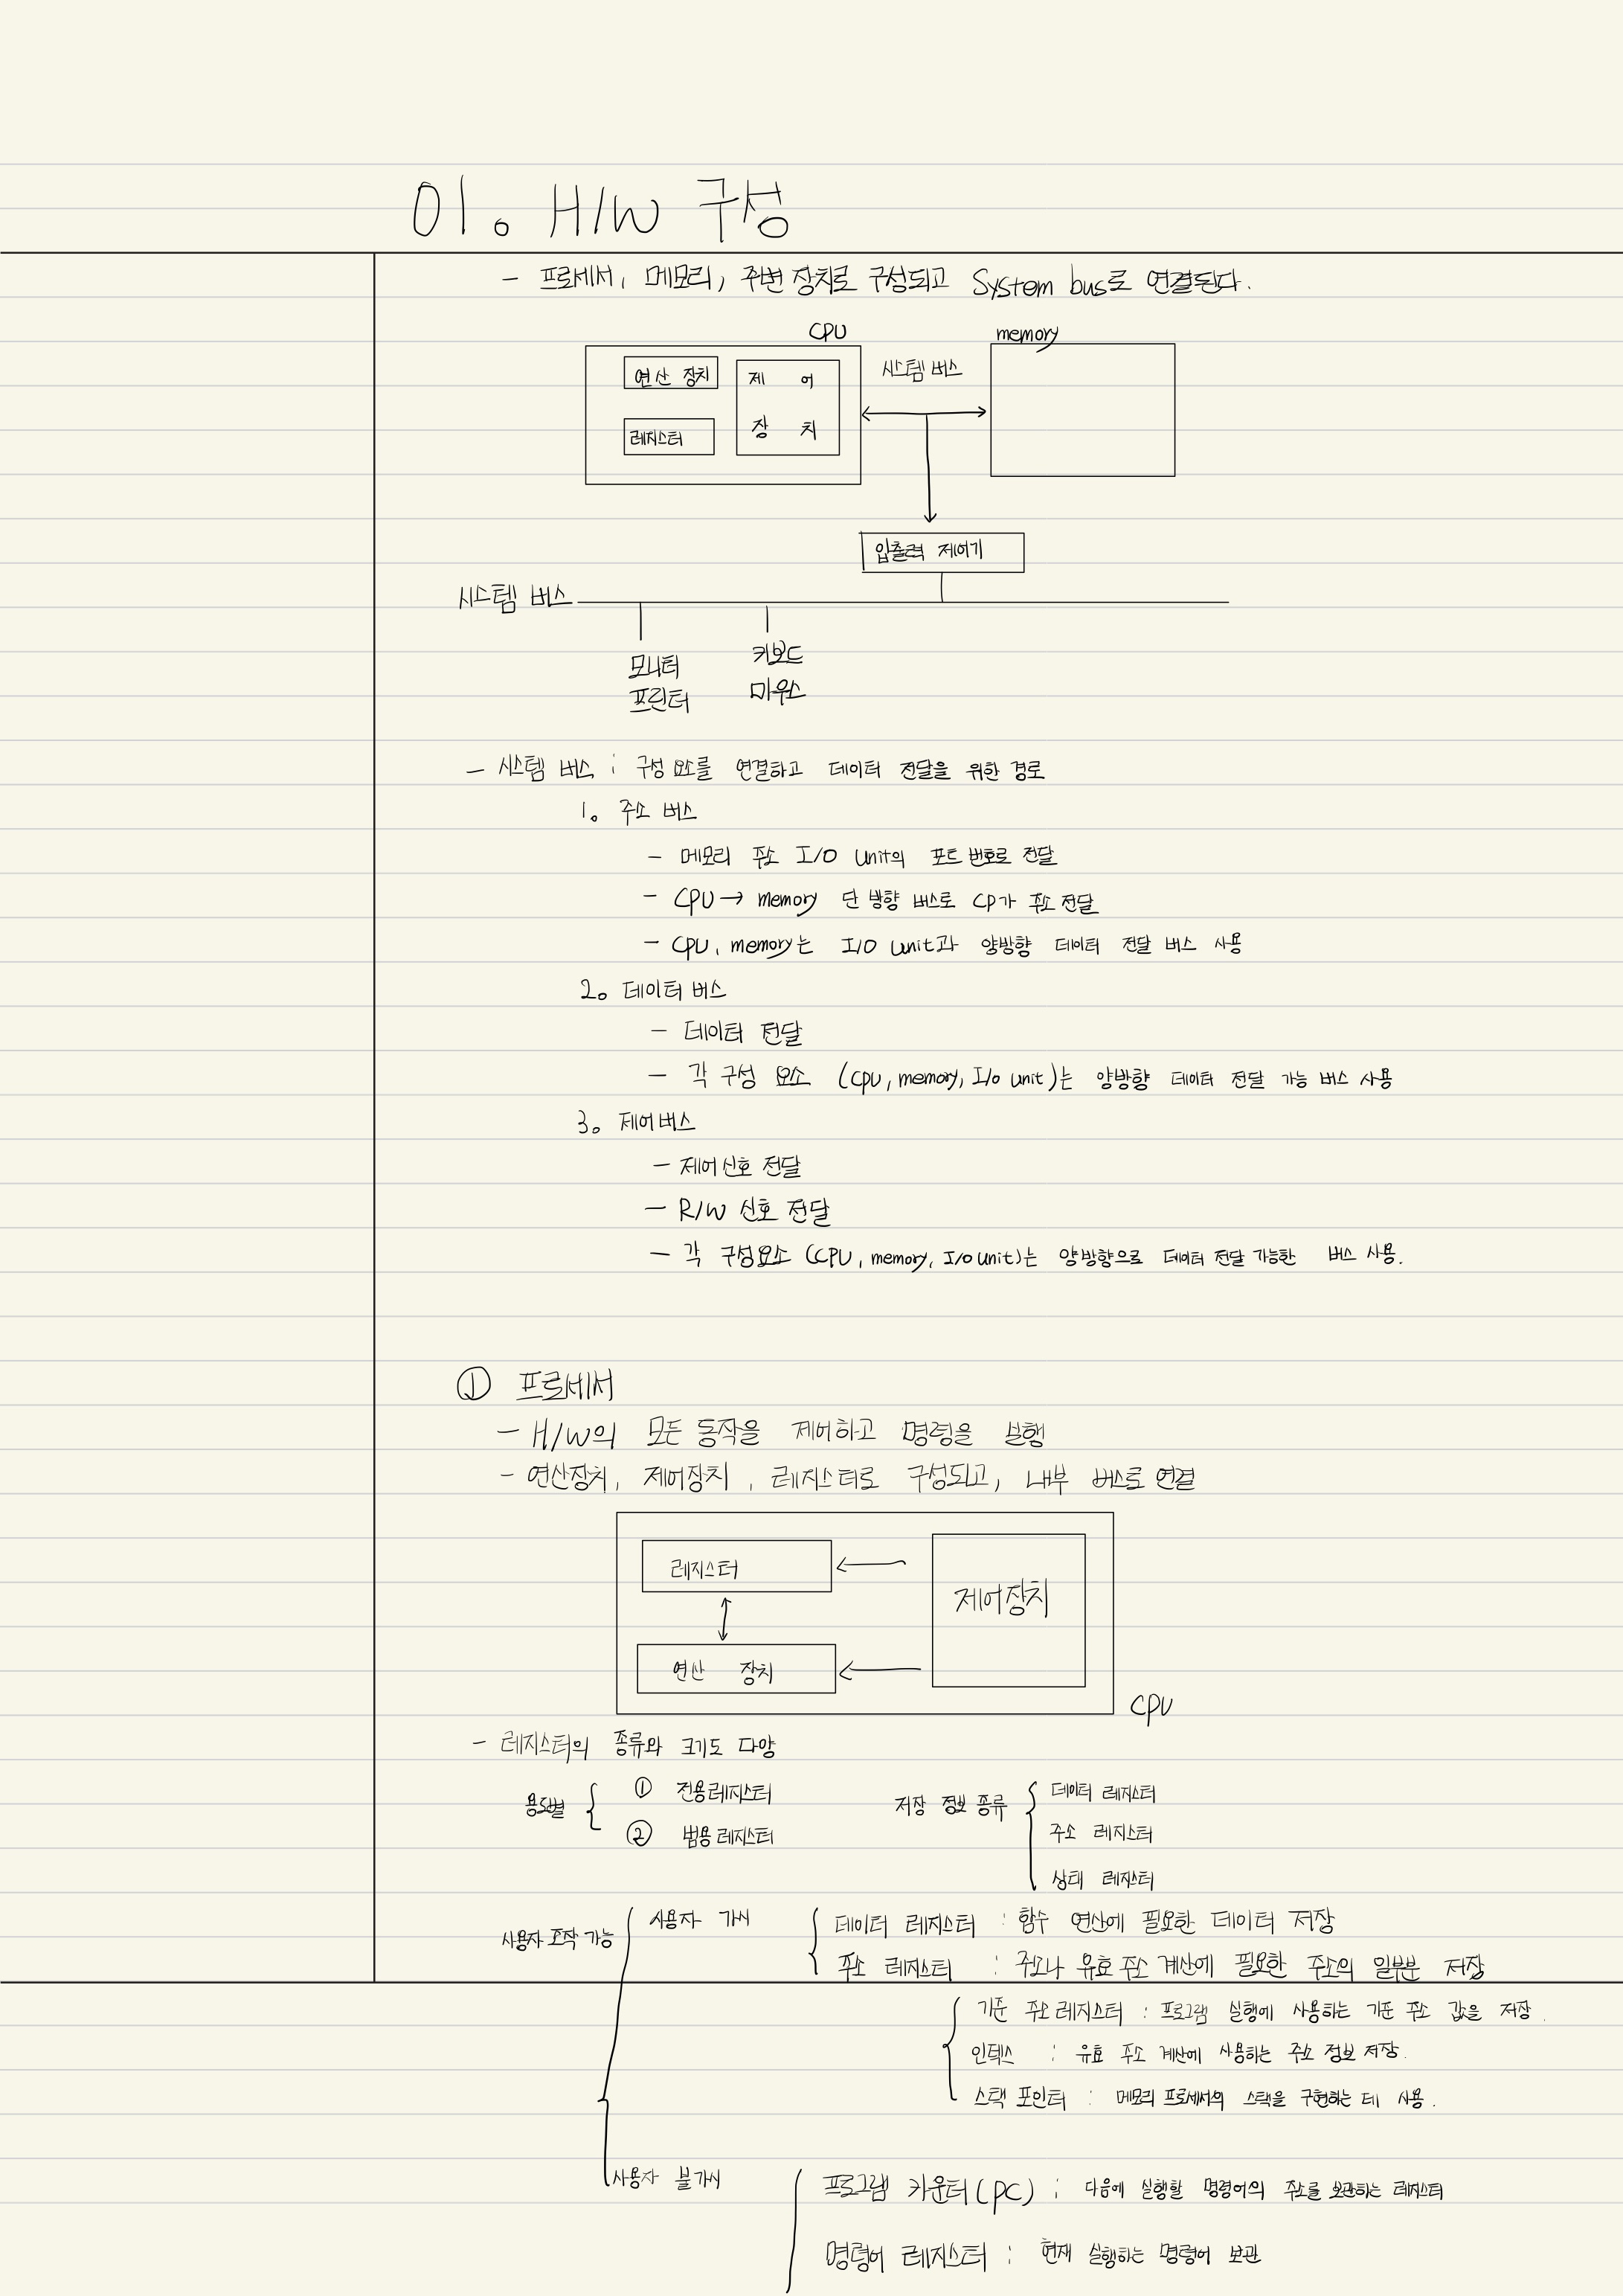 01. H/W 구성
- 프로세서, 메모리, 주변 장치로 구성되고 System bus로 연결된다.
CPU
memory
연산 장치
제 어
장 치
레지스터
시스템 버스
입출력 제어기
시스템 버스
모니터
프린터
키보드
마우스
- 시스템 버스 : 구성 요소를 연결하고 데이터 전달을 위한 경로
1. 주소 버스
- 메모리 주소 I/O Unit의 포트 번호로 전달
- CPU → memory 단방향 버스로 CP가 주소 전달
- CPU, memory는 I/O unit과 양방향 데이터 전달 버스 사용
2. 데이터 버스
- 데이터 전달
- 각 구성 요소 (cpu, memory, I/o unit)는 양방향 데이터 전달 가능 버스 사용
3. 제어버스
- 제어신호 전달
- R/W 신호 전달
- 각 구성요소 (CPU, memory, I/o unit)는 양방향으로 데이터 전달 가능한 버스 사용.
① 프로세서
- H/W의 모든 동작을 제어하고 명령을 실행
- 연산장치, 제어장치, 레지스터로 구성되고, 내부 버스로 연결
레지스터
제어장치
연산 장치
CPU
- 레지스터의 종류와 크기도 다양
용도별
① 전용레지스터
② 범용 레지스터
저장 정보 종류
데이터 레지스터
주소 레지스터
상태 레지스터
사용자 조작 가능
사용자 가시
데이터 레지스터 : 함수 연산에 필요한 데이터 저장
주소 레지스터 : 주소나 유효 주소 계산에 필요한 주소의 일부분 저장
기준 주소 레지스터 : 프로그램 실행에 사용하는 기준 주소 값을 저장.
인덱스 : 유효 주소 계산에 사용하는 주소 정보 저장.
스택 포인터 : 메모리 프로세서의 스택을 구현하는 데 사용.
사용자 불가시
프로그램 카운터(PC) : 다음에 실행할 명령어의 주소를 보관하는 레지스터
명령어 레지스터 : 현재 실행하는 명령어 보관